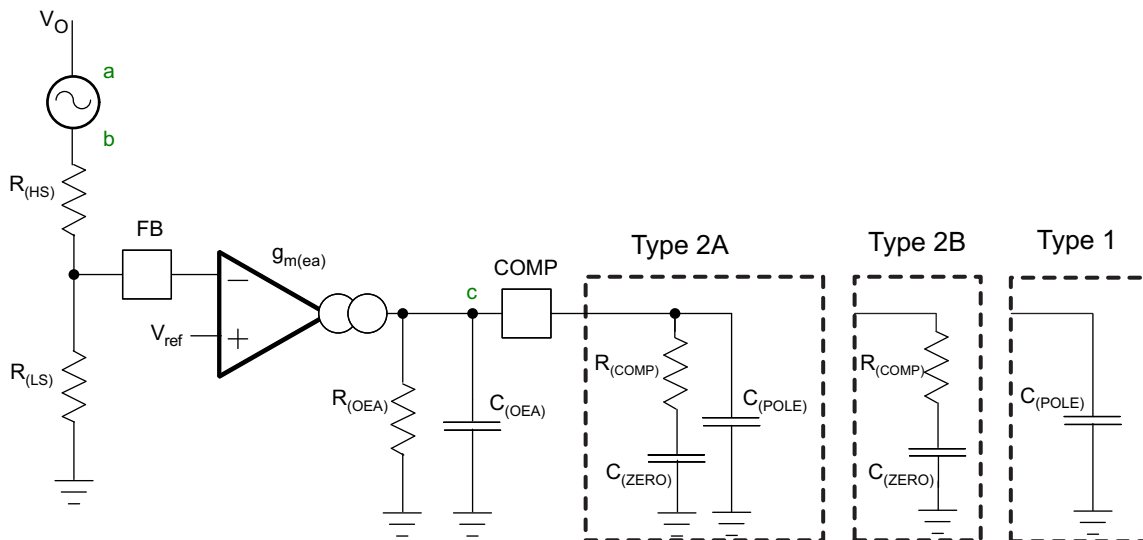 V_O
a
b
R_(HS)
FB
g_m(ea)
V_ref
R_(LS)
−
+
c
COMP
R_(OEA)
C_(OEA)
Type 2A
R_(COMP)
C_(POLE)
C_(ZERO)
Type 2B
R_(COMP)
C_(ZERO)
Type 1
C_(POLE)